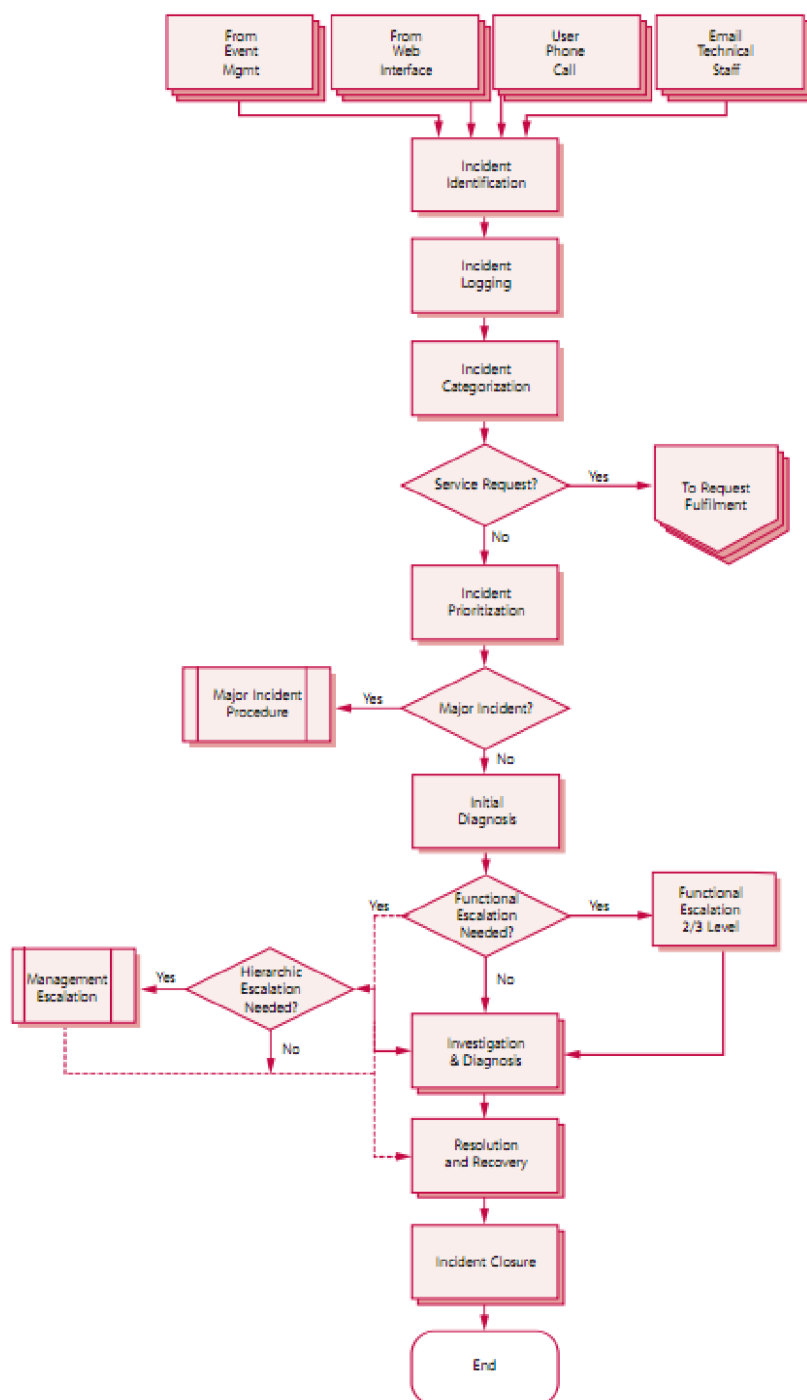 From
Event
Mgmt
From
Web
Interface
User
Phone
Call
Email
Technical
Staff
Incident
Identification
Incident
Logging
Incident
Categorization
Service Request?
Yes
To Request
Fulfilment
No
Incident
Prioritization
Major Incident
Procedure
Yes
Major Incident?
No
Initial
Diagnosis
Yes
Functional
Escalation
Needed?
Yes
Functional
Escalation
2/3 Level
Management
Escalation
Yes
Hierarchic
Escalation
Needed?
No
No
Investigation
& Diagnosis
Resolution
and Recovery
Incident Closure
End